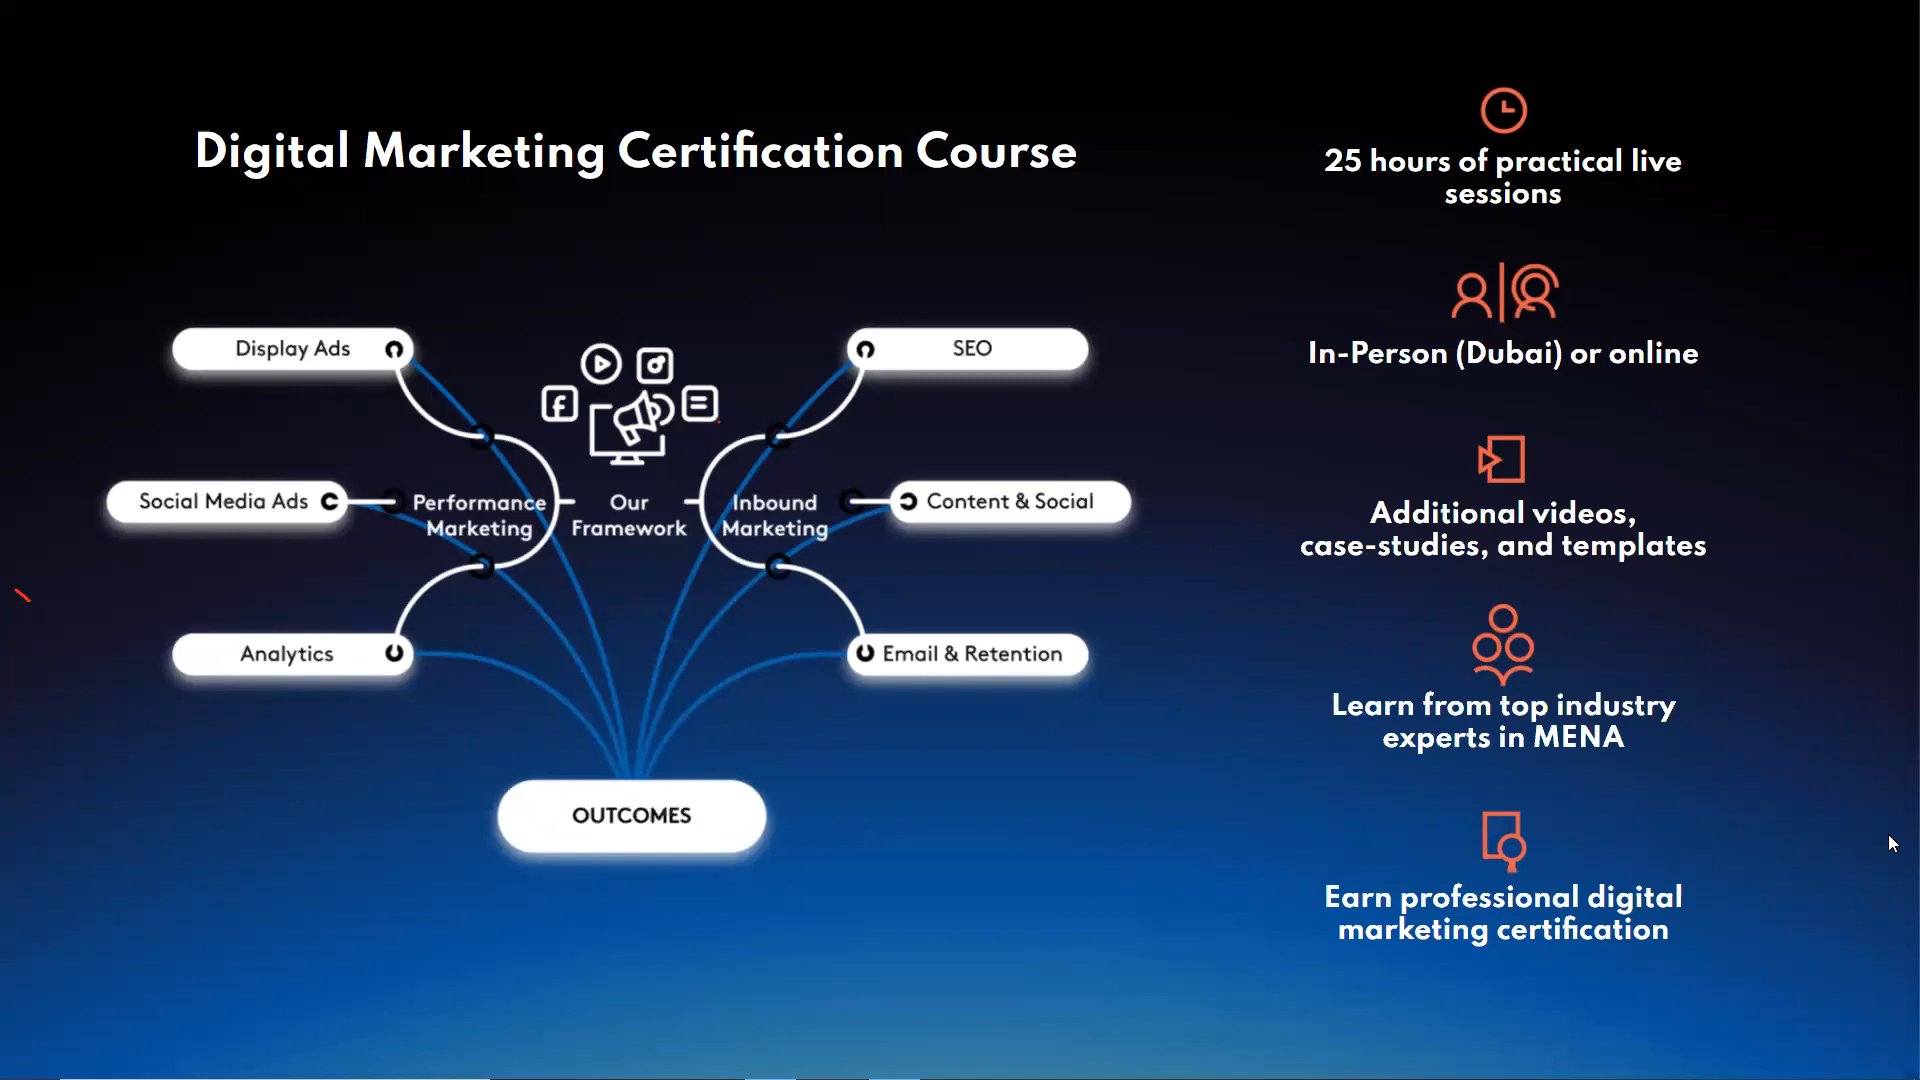 Digital Marketing Certification Course
Display Ads
Social Media Ads
Analytics
Performance
Marketing
Our
Framework
Inbound
Marketing
SEO
Content & Social
Email & Retention
OUTCOMES
25 hours of practical live
sessions
In-Person (Dubai) or online
Additional videos,
case-studies, and templates
Learn from top industry
experts in MENA
Earn professional digital
marketing certification